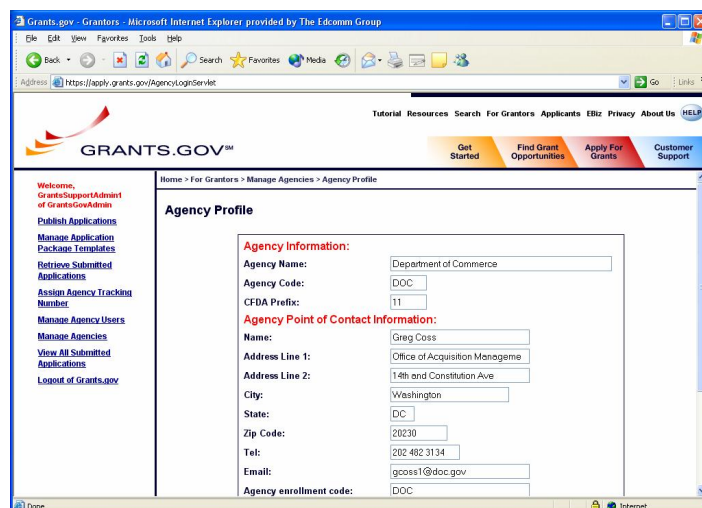 Grants.gov - Grantors - Microsoft Internet Explorer provided by The Edcomm Group
File Edit View Favorites Tools Help
Back Search Favorites Media
Address https://apply.grants.gov/AgencyLoginServlet Go Links
Tutorial Resources Search For Grantors Applicants EBiz Privacy About Us HELP
GRANTS.GOV℠
Get Started
Find Grant Opportunities
Apply For Grants
Customer Support
Welcome,
GrantsSupportAdmin1
of GrantsGovAdmin
Publish Applications
Manage Application
Package Templates
Retrieve Submitted
Applications
Assign Agency Tracking
Number
Manage Agency Users
Manage Agencies
View All Submitted
Applications
Logout of Grants.gov
Home > For Grantors > Manage Agencies > Agency Profile
Agency Profile
Agency Information:
Agency Name: Department of Commerce
Agency Code: DOC
CFDA Prefix: 11
Agency Point of Contact Information:
Name: Greg Coss
Address Line 1: Office of Acquisition Manageme
Address Line 2: 14th and Constitution Ave
City: Washington
State: DC
Zip Code: 20230
Tel: 202 482 3134
Email: gcoss1@doc.gov
Agency enrollment code: DOC
Done Internet